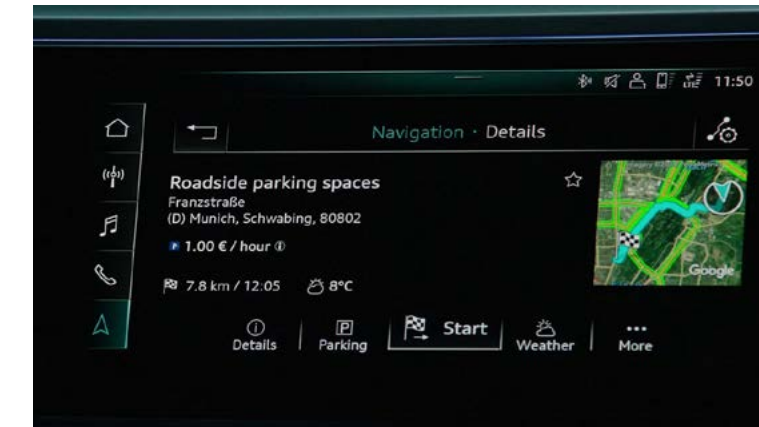 LTE 11:50
Navigation · Details
Roadside parking spaces
Franzstraße
(D) Munich, Schwabing, 80802
P 1.00 € / hour
7.8 km / 12:05 8°C
Google
Details
P
Parking
Start
Weather
More